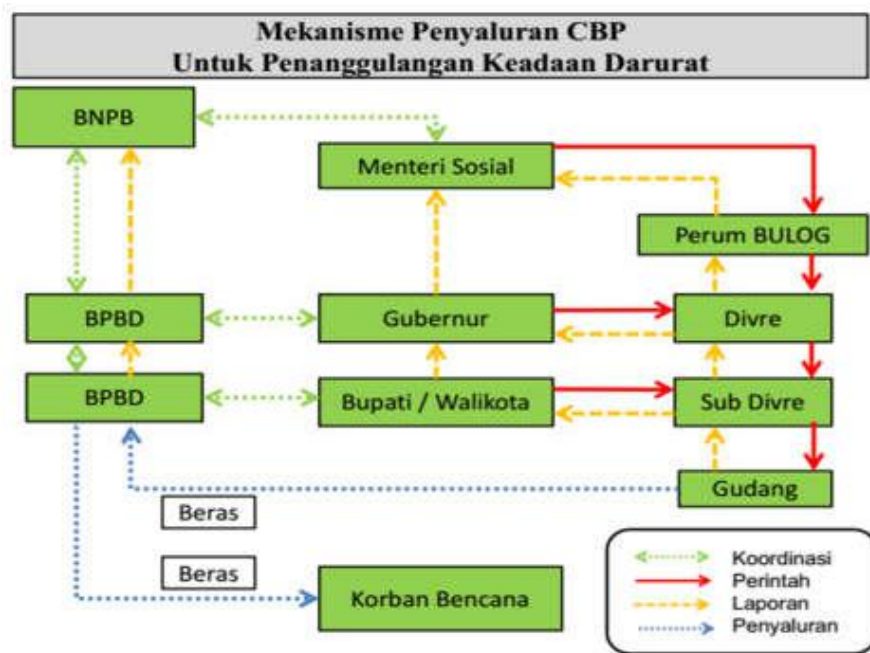 Mekanisme Penyaluran CBP
Untuk Penanggulangan Keadaan Darurat
BNPB
Menteri Sosial
Perum BULOG
BPBD
Gubernur
Divre
BPBD
Bupati / Walikota
Sub Divre
Gudang
Beras
Beras
Korban Bencana
Koordinasi
Perintah
Laporan
Penyaluran